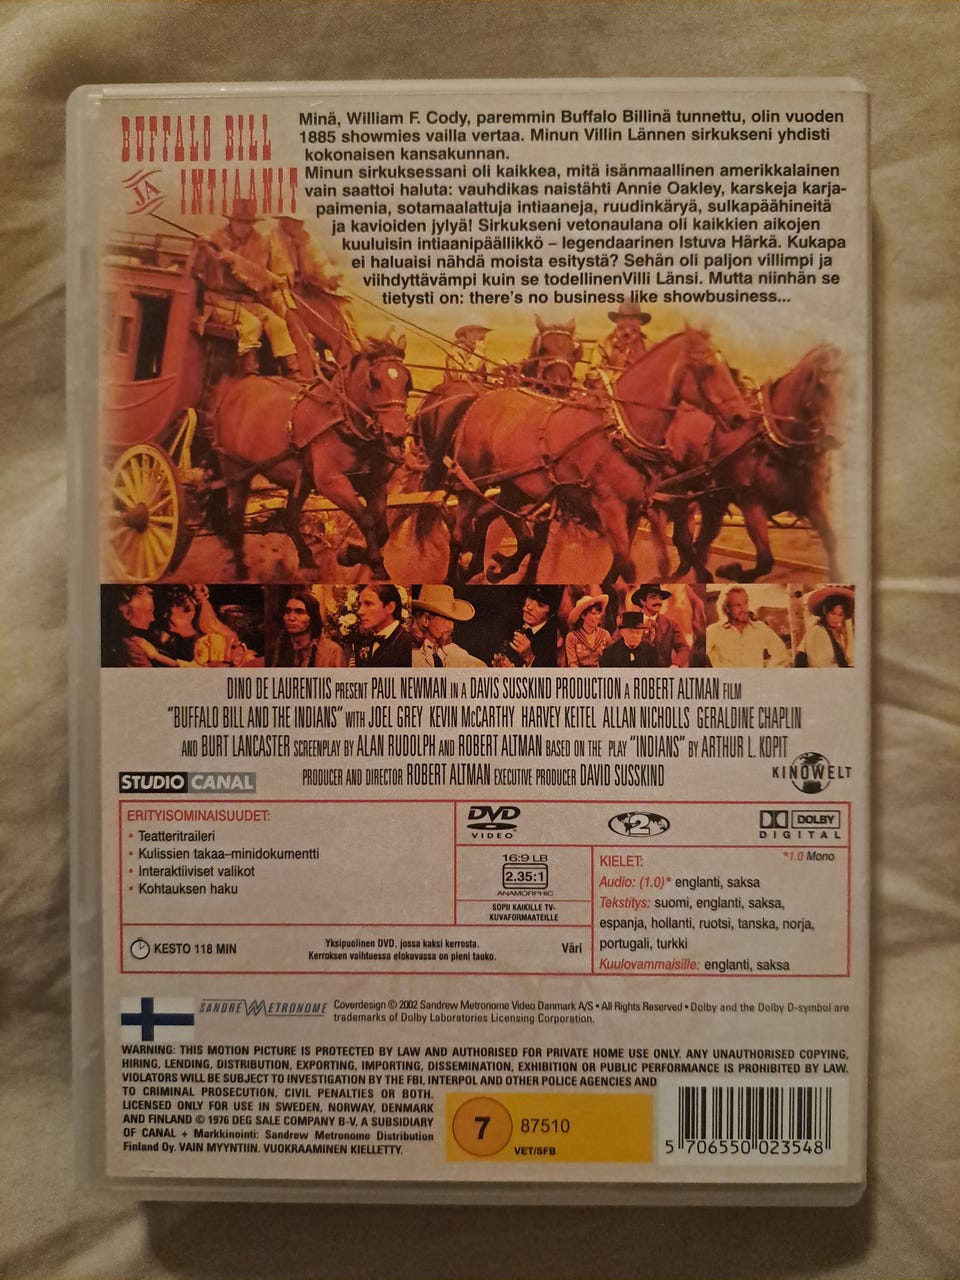 BUFFALO BILL
JA INTIAANIT
Minä, William F. Cody, paremmin Buffalo Billinä tunnettu, olin vuoden
1885 showmies vailla vertaa. Minun Villin Lännen sirkukseni yhdisti
kokonaisen kansakunnan.
Minun sirkuksessani oli kaikkea, mitä isänmaallinen amerikkalainen
vain saattoi haluta: vauhdikas naistähti Annie Oakley, karskeja karja-
paimenia, sotamaalattuja intiaaneja, ruudinkäryä, sulkapäähineitä
ja kavioiden jylyä! Sirkukseni vetonaulana oli kaikkien aikojen
kuuluisin intiaanipäällikkö – legendaarinen Istuva Härkä. Kukapa
ei haluaisi nähdä moista esitystä? Sehän oli paljon villimpi ja
viihdyttävämpi kuin se todellinenVilli Länsi. Mutta niinhän se
tietysti on: there's no business like showbusiness...
DINO DE LAURENTIIS PRESENT PAUL NEWMAN IN A DAVIS SUSSKIND PRODUCTION A ROBERT ALTMAN FILM
"BUFFALO BILL AND THE INDIANS" WITH JOEL GREY KEVIN McCARTHY HARVEY KEITEL ALLAN NICHOLLS GERALDINE CHAPLIN
AND BURT LANCASTER SCREENPLAY BY ALAN RUDOLPH AND ROBERT ALTMAN BASED ON THE PLAY "INDIANS" BY ARTHUR L. KOPIT
PRODUCER AND DIRECTOR ROBERT ALTMAN EXECUTIVE PRODUCER DAVID SUSSKIND
STUDIO CANAL
KINOWELT
ERITYISOMINAISUUDET:
• Teatteritraileri
• Kulissien takaa–minidokumentti
• Interaktiiviset valikot
• Kohtauksen haku
DVD
VIDEO
2
DOLBY
DIGITAL
16:9 LB
2.35:1
ANAMORPHIC
SOPII KAIKILLE TV-
KUVAFORMAATEILLE
*1.0 Mono
KIELET:
Audio: (1.0)* englanti, saksa
Tekstitys: suomi, englanti, saksa,
espanja, hollanti, ruotsi, tanska, norja,
portugali, turkki
Kuulovammaisille: englanti, saksa
KESTO 118 MIN
Yksipuolinen DVD, jossa kaksi kerrosta.
Kerroksen vaihtuessa elokuvassa on pieni tauko.
Väri
SANDREW METRONOME
Coverdesign © 2002 Sandrew Metronome Video Danmark A/S • All Rights Reserved • Dolby and the Dolby D-symbol are
trademarks of Dolby Laboratories Licensing Corporation.
WARNING: THIS MOTION PICTURE IS PROTECTED BY LAW AND AUTHORISED FOR PRIVATE HOME USE ONLY. ANY UNAUTHORISED COPYING,
HIRING, LENDING, DISTRIBUTION, EXPORTING, IMPORTING, DISSEMINATION, EXHIBITION OR PUBLIC PERFORMANCE IS PROHIBITED BY LAW.
VIOLATORS WILL BE SUBJECT TO INVESTIGATION BY THE FBI, INTERPOL AND OTHER POLICE AGENCIES AND
TO CRIMINAL PROSECUTION, CIVIL PENALTIES OR BOTH.
LICENSED ONLY FOR USE IN SWEDEN, NORWAY, DENMARK
AND FINLAND © 1976 DEG SALE COMPANY B-V, A SUBSIDIARY
OF CANAL + Markkinointi: Sandrew Metronome Distribution
Finland Oy. VAIN MYYNTIIN. VUOKRAAMINEN KIELLETTY.
7
87510
VET/SFB
5 706550 023548